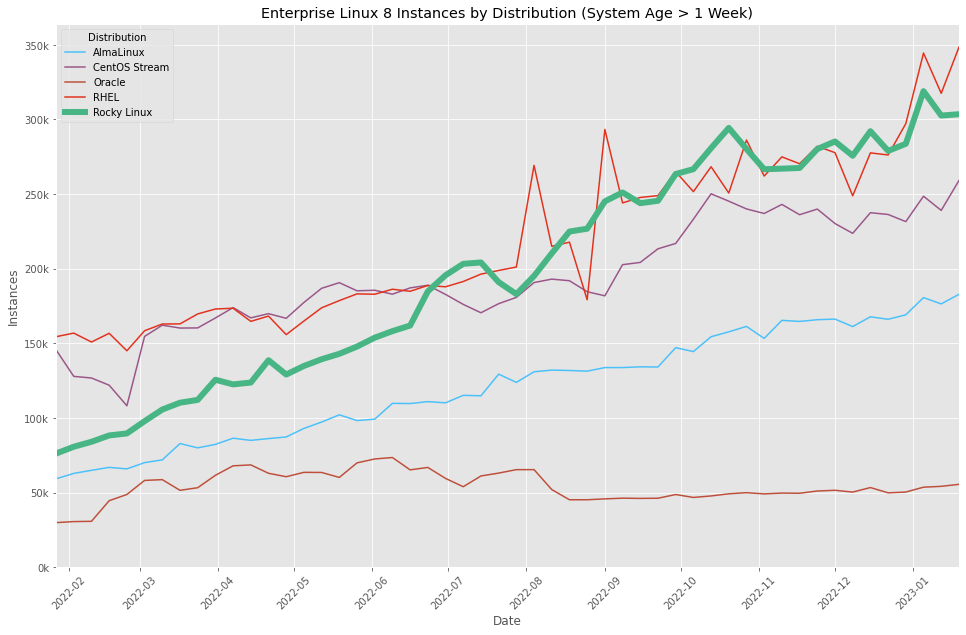 Enterprise Linux 8 Instances by Distribution (System Age > 1 Week)
Distribution
AlmaLinux
CentOS Stream
Oracle
RHEL
Rocky Linux
350k
300k
250k
200k
150k
100k
50k
0k
Instances
2022-02
2022-03
2022-04
2022-05
2022-06
2022-07
2022-08
2022-09
2022-10
2022-11
2022-12
2023-01
Date